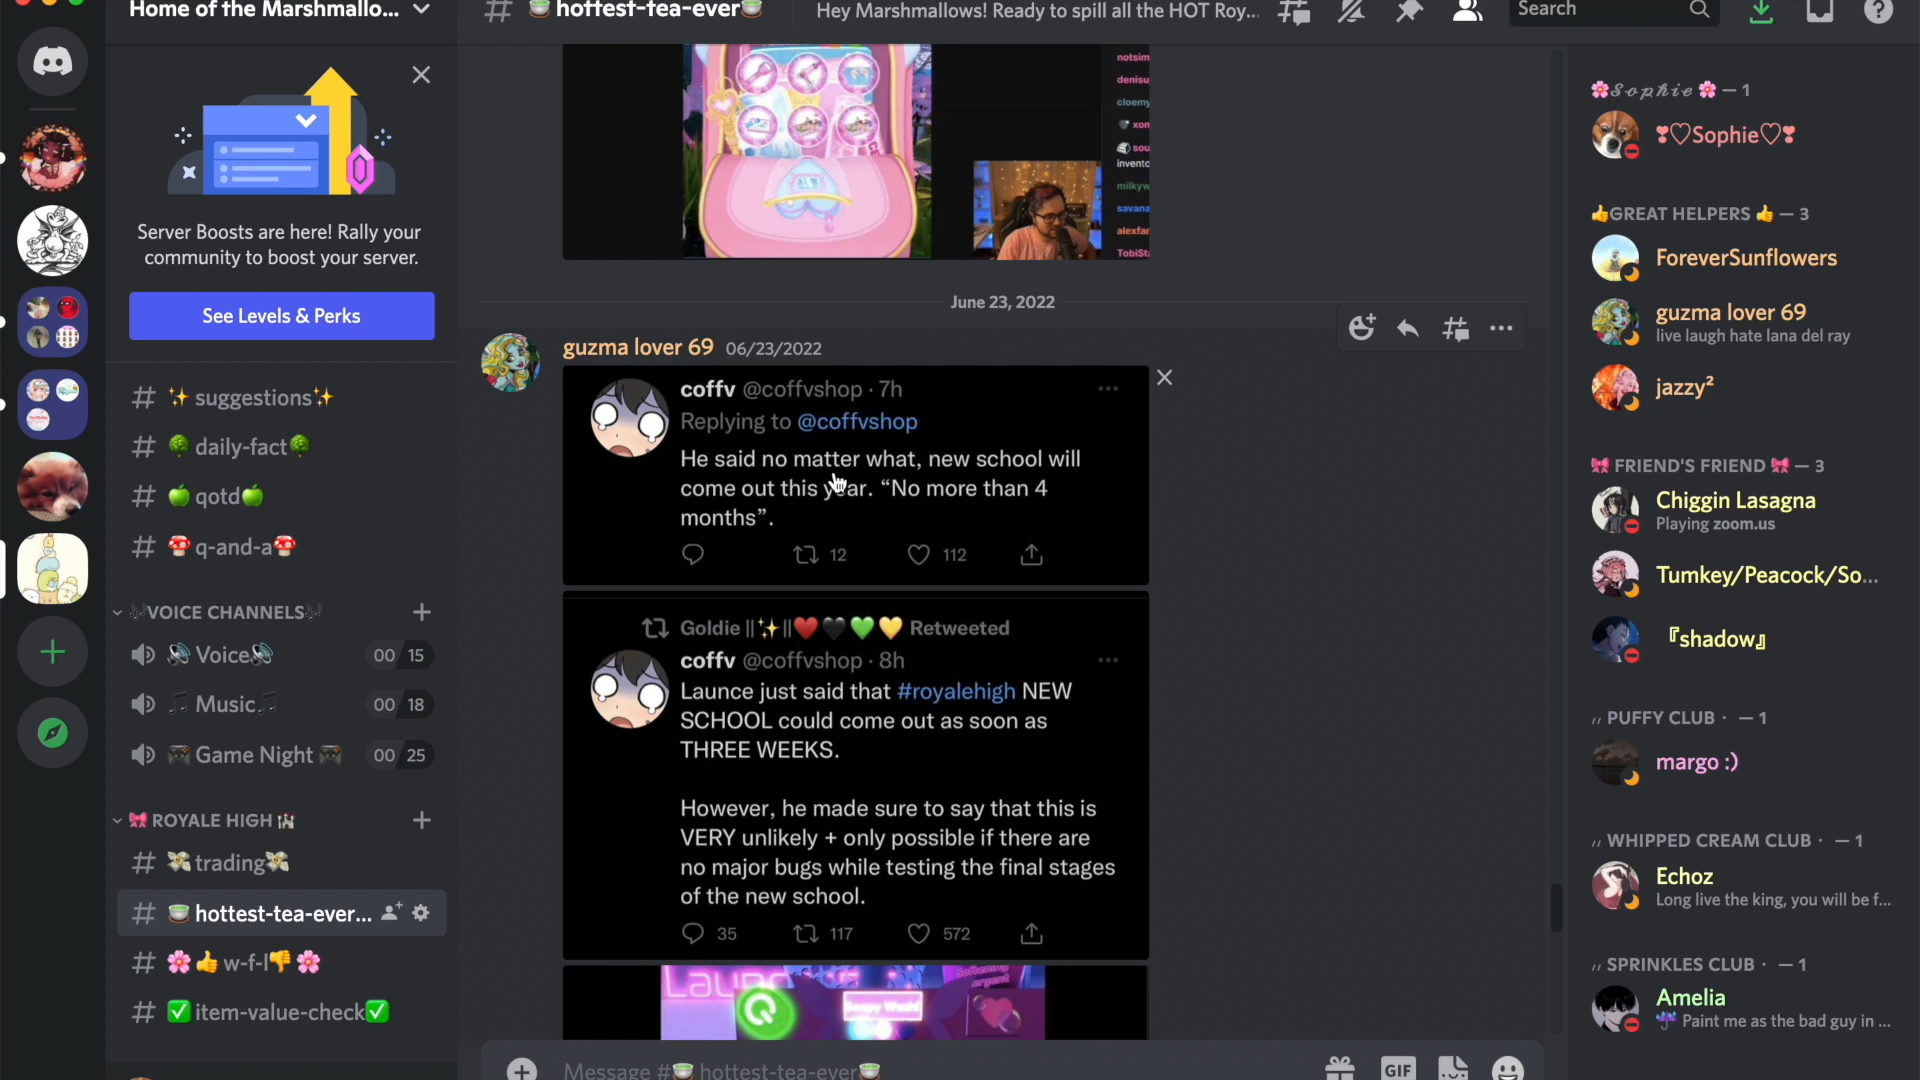 Home of the Marshmallo...
🍵hottest-tea-ever🍵
Hey Marshmallows! Ready to spill all the HOT Roy...
Search
Server Boosts are here! Rally your
community to boost your server.
See Levels & Perks
✨suggestions✨
🌳daily-fact🌳
🍏qotd🍏
🍄q-and-a🍄
🎶VOICE CHANNELS🎶
🔊Voice🔊
00 15
🎵Music🎵
00 18
🎮Game Night🎮
00 25
🎀ROYALE HIGH🏰
💸trading💸
🍵hottest-tea-ever...
🌸👍w-f-l👎🌸
✅item-value-check✅
notsim
denisu
cloemy
xon
sou
invento
milkyw
savana
alexfar
TobiSt
June 23, 2022
guzma lover 69 06/23/2022
coffv @coffvshop · 7h
Replying to @coffvshop
He said no matter what, new school will
come out this year. “No more than 4
months”.
12 112
Goldie ||✨||❤️🖤💚💛 Retweeted
coffv @coffvshop · 8h
Launce just said that #royalehigh NEW
SCHOOL could come out as soon as
THREE WEEKS.
However, he made sure to say that this is
VERY unlikely + only possible if there are
no major bugs while testing the final stages
of the new school.
35 117 572
Message #🍵hottest-tea-ever🍵
GIF
🌸𝓢𝓸𝓹𝓱𝓲𝓮🌸 — 1
❣♡Sophie♡❣
👍GREAT HELPERS👍 — 3
ForeverSunflowers
guzma lover 69
live laugh hate lana del ray
jazzy²
🎀FRIEND'S FRIEND🎀 — 3
Chiggin Lasagna
Playing zoom.us
Tumkey/Peacock/So...
『shadow』
,, PUFFY CLUB · — 1
margo :)
,, WHIPPED CREAM CLUB · — 1
Echoz
Long live the king, you will be f...
,, SPRINKLES CLUB · — 1
Amelia
☔ Paint me as the bad guy in ...